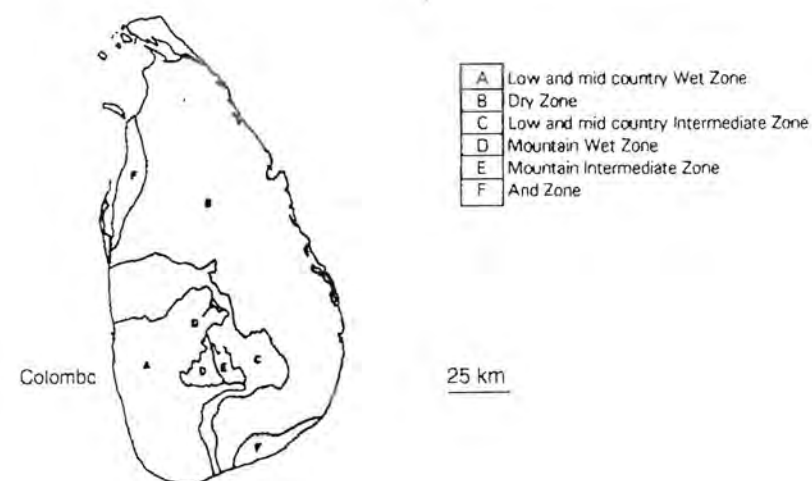 A Low and mid country Wet Zone
B Dry Zone
C Low and mid country Intermediate Zone
D Mountain Wet Zone
E Mountain Intermediate Zone
F And Zone
D
F
B
D
A
D
E
C
F
Colombc
25 km